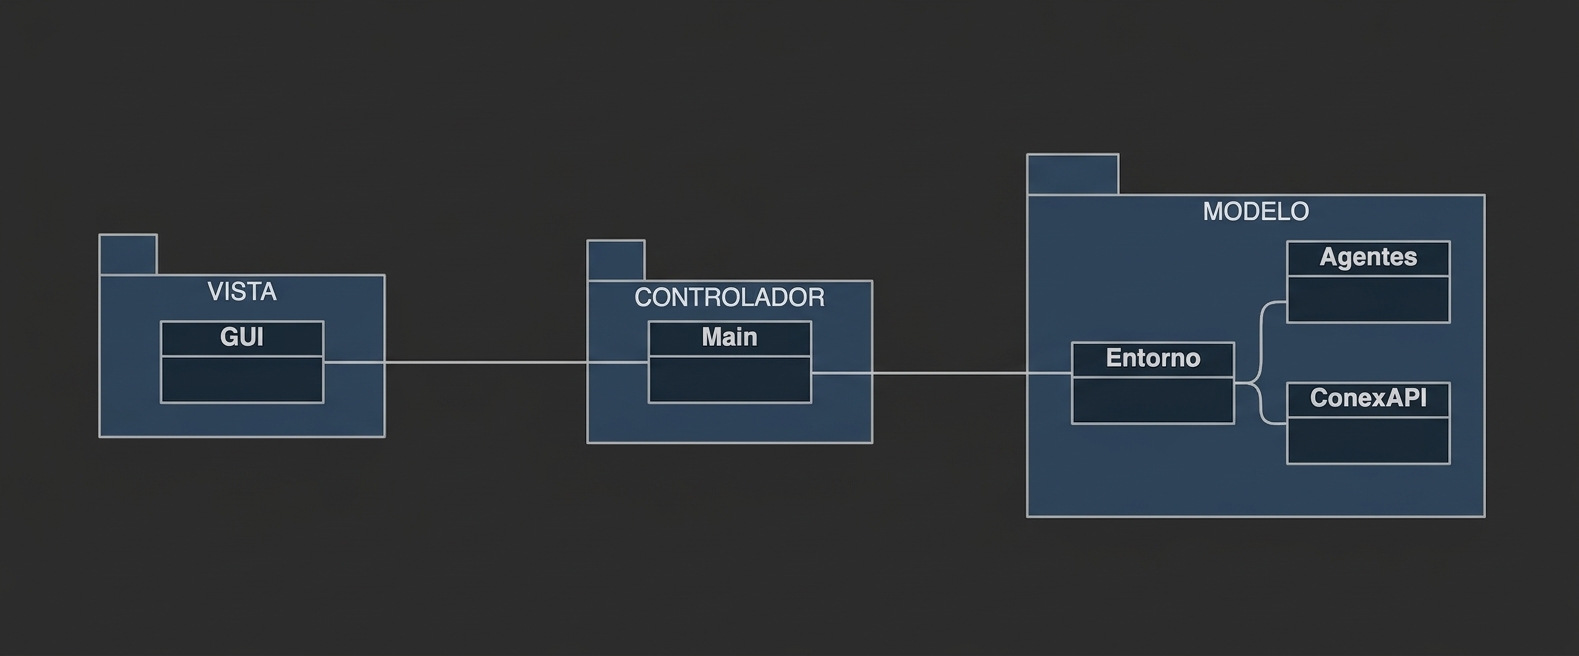 VISTA
GUI
CONTROLADOR
Main
MODELO
Agentes
Entorno
ConexAPI